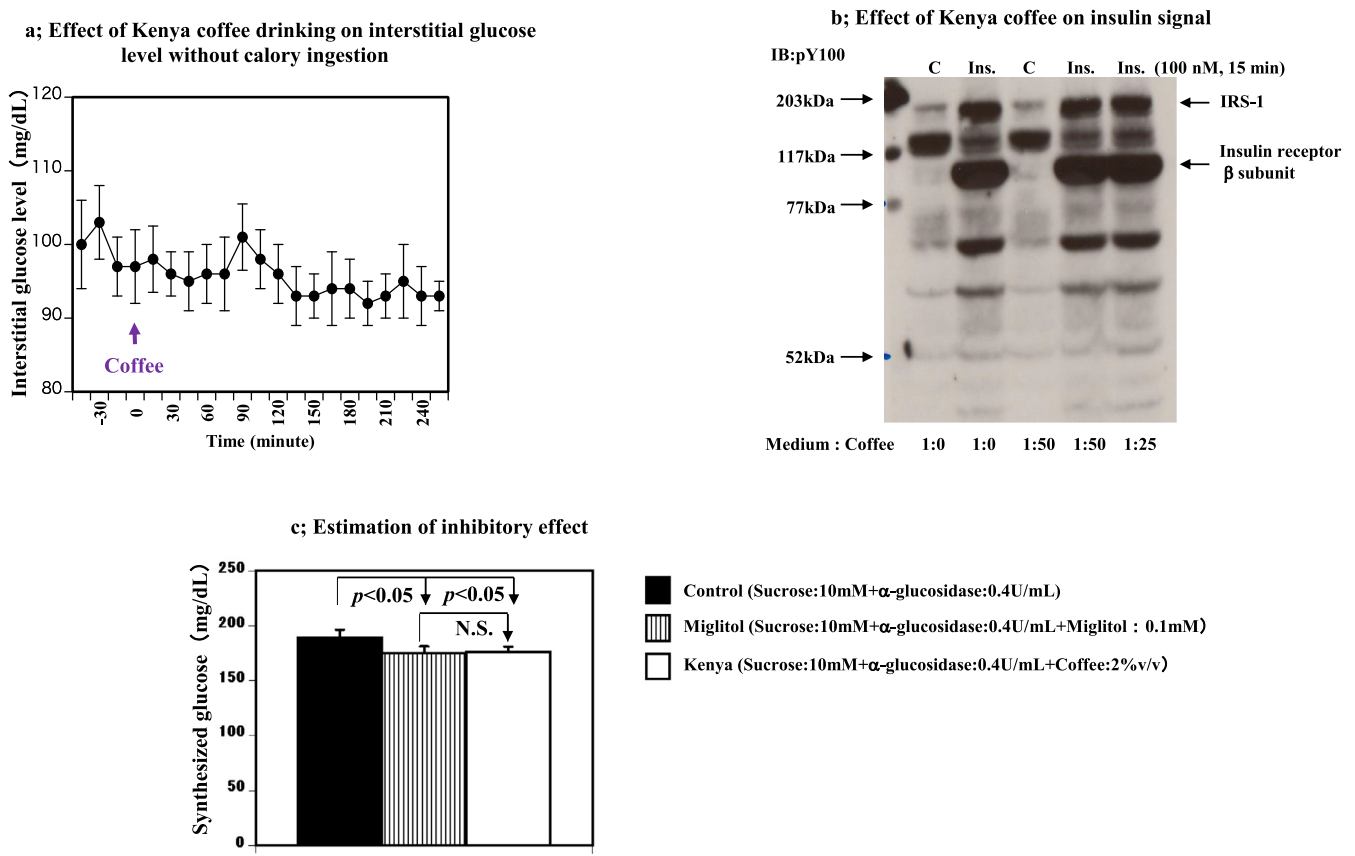 a; Effect of Kenya coffee drinking on interstitial glucose
level without calory ingestion
Interstitial glucose level (mg/dL)
120
110
100
90
80
Coffee
-30
0
30
60
90
120
150
180
210
240
Time (minute)
b; Effect of Kenya coffee on insulin signal
IB:pY100
C Ins. C Ins. Ins. (100 nM, 15 min)
203kDa
IRS-1
117kDa
Insulin receptor
β subunit
77kDa
52kDa
Medium : Coffee 1:0 1:0 1:50 1:50 1:25
c; Estimation of inhibitory effect
Synthesized glucose (mg/dL)
250
200
150
100
50
0
p<0.05 p<0.05
N.S.
Control (Sucrose:10mM+α-glucosidase:0.4U/mL)
Miglitol (Sucrose:10mM+α-glucosidase:0.4U/mL+Miglitol : 0.1mM)
Kenya (Sucrose:10mM+α-glucosidase:0.4U/mL+Coffee:2%v/v)